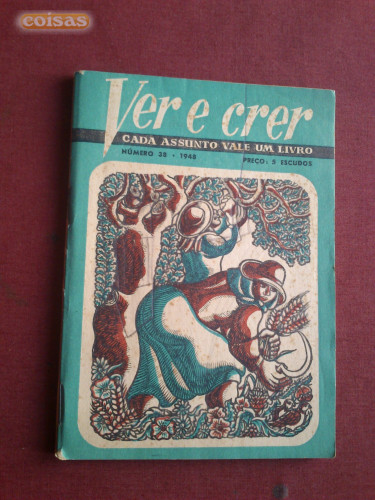 coisas
Ver e crer
CADA ASSUNTO VALE UM LIVRO
NÚMERO 38 - 1948 PREÇO: 5 ESCUDOS